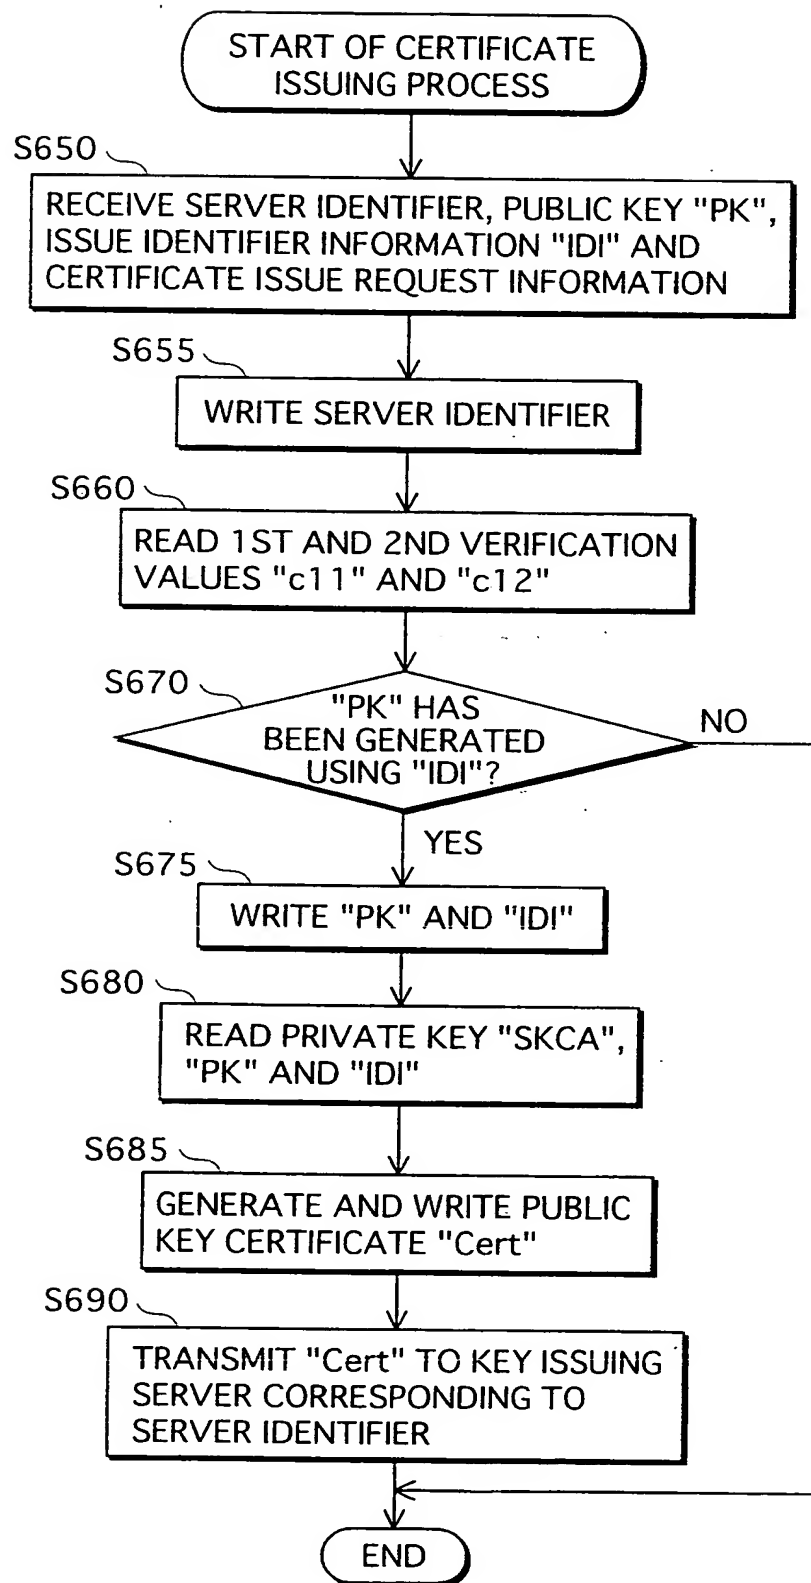 START OF CERTIFICATE
ISSUING PROCESS
S650
RECEIVE SERVER IDENTIFIER, PUBLIC KEY "PK",
ISSUE IDENTIFIER INFORMATION "IDI" AND
CERTIFICATE ISSUE REQUEST INFORMATION
S655
WRITE SERVER IDENTIFIER
S660
READ 1ST AND 2ND VERIFICATION
VALUES "c11" AND "c12"
S670
"PK" HAS
BEEN GENERATED
USING "IDI"?
NO
YES
S675
WRITE "PK" AND "IDI"
S680
READ PRIVATE KEY "SKCA",
"PK" AND "IDI"
S685
GENERATE AND WRITE PUBLIC
KEY CERTIFICATE "Cert"
S690
TRANSMIT "Cert" TO KEY ISSUING
SERVER CORRESPONDING TO
SERVER IDENTIFIER
END